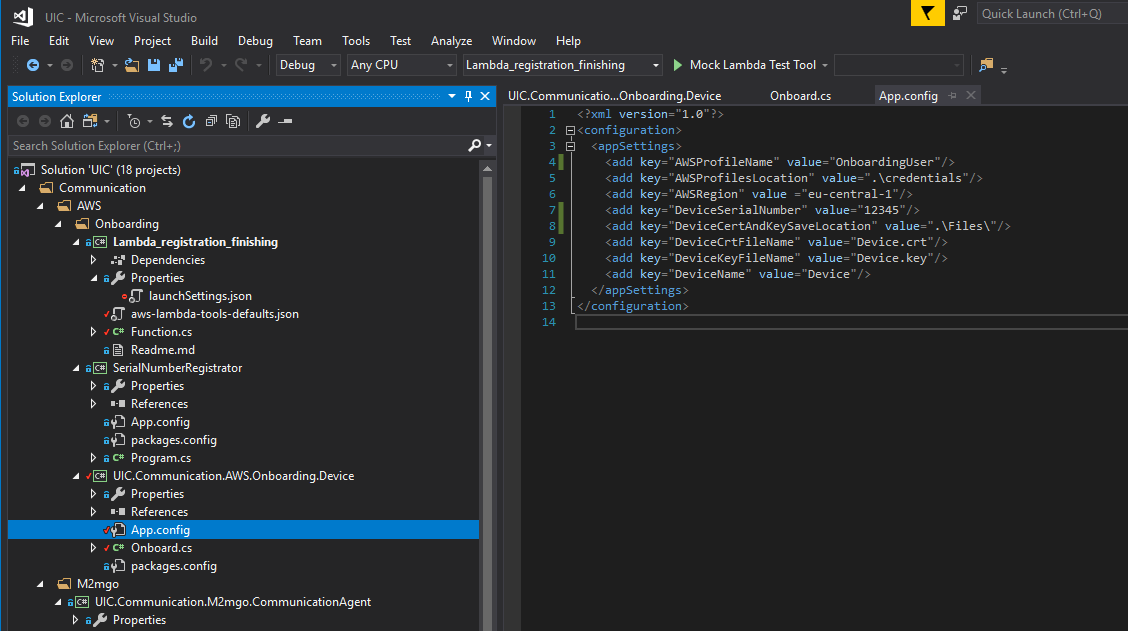 UIC - Microsoft Visual Studio
Quick Launch (Ctrl+Q)
File Edit View Project Build Debug Team Tools Test Analyze Window Help
Debug Any CPU Lambda_registration_finishing Mock Lambda Test Tool
Solution Explorer
Search Solution Explorer (Ctrl+;)
Solution 'UIC' (18 projects)
Communication
AWS
Onboarding
C# Lambda_registration_finishing
Dependencies
Properties
launchSettings.json
aws-lambda-tools-defaults.json
C# Function.cs
Readme.md
C# SerialNumberRegistrator
Properties
References
App.config
packages.config
C# Program.cs
C# UIC.Communication.AWS.Onboarding.Device
Properties
References
App.config
C# Onboard.cs
packages.config
M2mgo
C# UIC.Communication.M2mgo.CommunicationAgent
Properties
UIC.Communicatio...Onboarding.Device Onboard.cs App.config
1 <?xml version="1.0"?>
2 <configuration>
3 <appSettings>
4 <add key="AWSProfileName" value="OnboardingUser"/>
5 <add key="AWSProfilesLocation" value=".\credentials"/>
6 <add key="AWSRegion" value ="eu-central-1"/>
7 <add key="DeviceSerialNumber" value="12345"/>
8 <add key="DeviceCertAndKeySaveLocation" value=".\Files\"/>
9 <add key="DeviceCrtFileName" value="Device.crt"/>
10 <add key="DeviceKeyFileName" value="Device.key"/>
11 <add key="DeviceName" value="Device"/>
12 </appSettings>
13 </configuration>
14